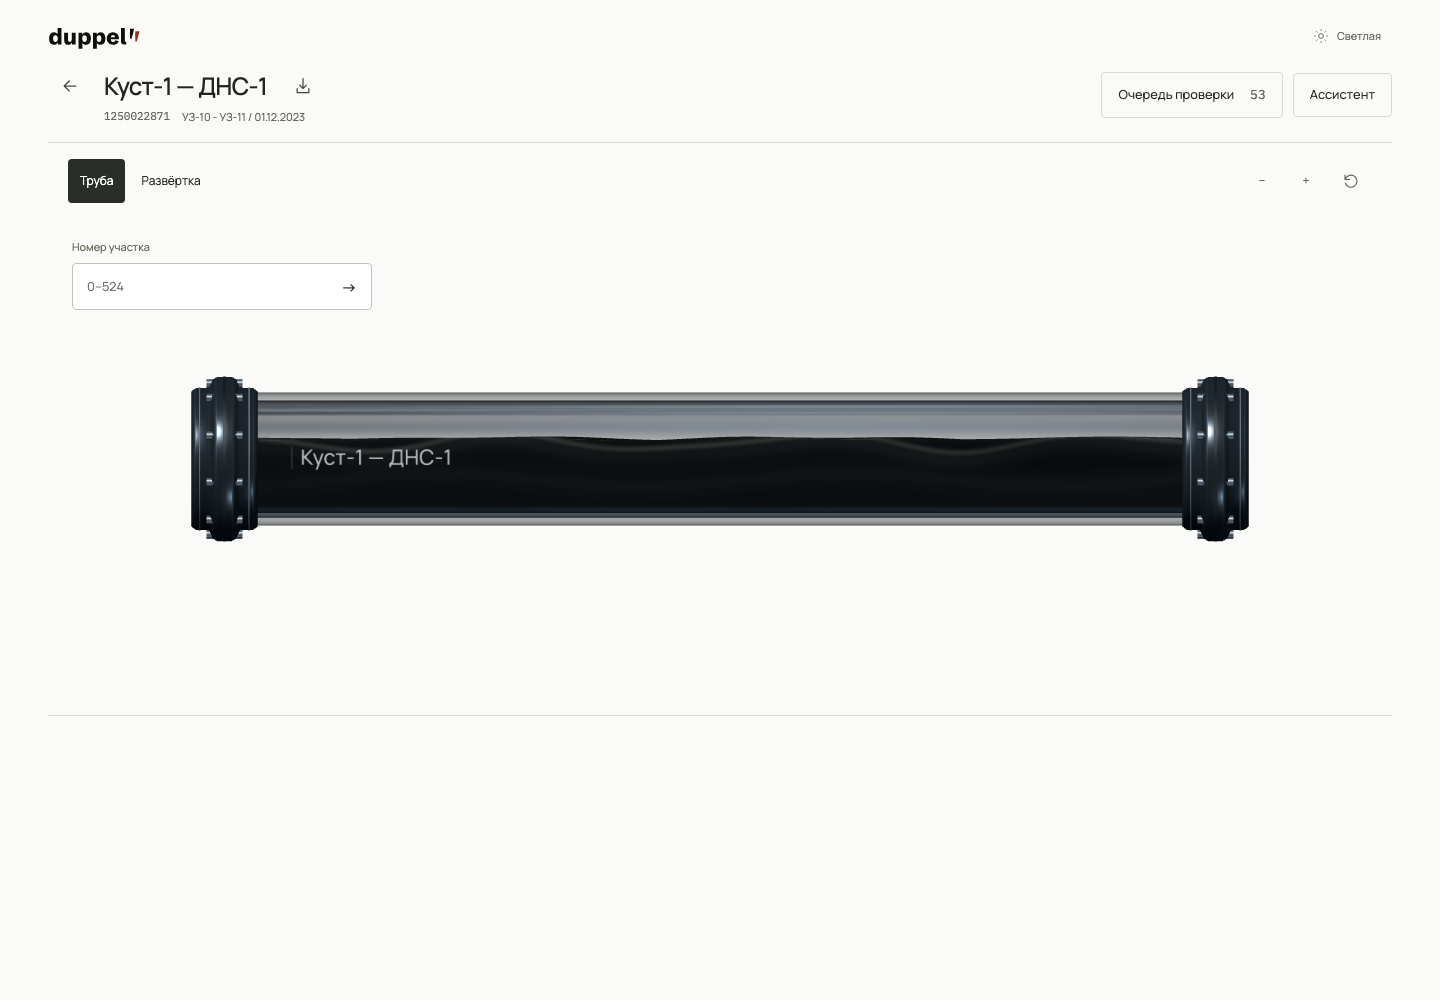 duppel
Светлая
Куст-1 — ДНС-1
1250022871 УЗ-10 - УЗ-11 / 01.12.2023
Очередь проверки 53
Ассистент
Труба
Развёртка
− +
Номер участка
0–524 →
Куст-1 — ДНС-1